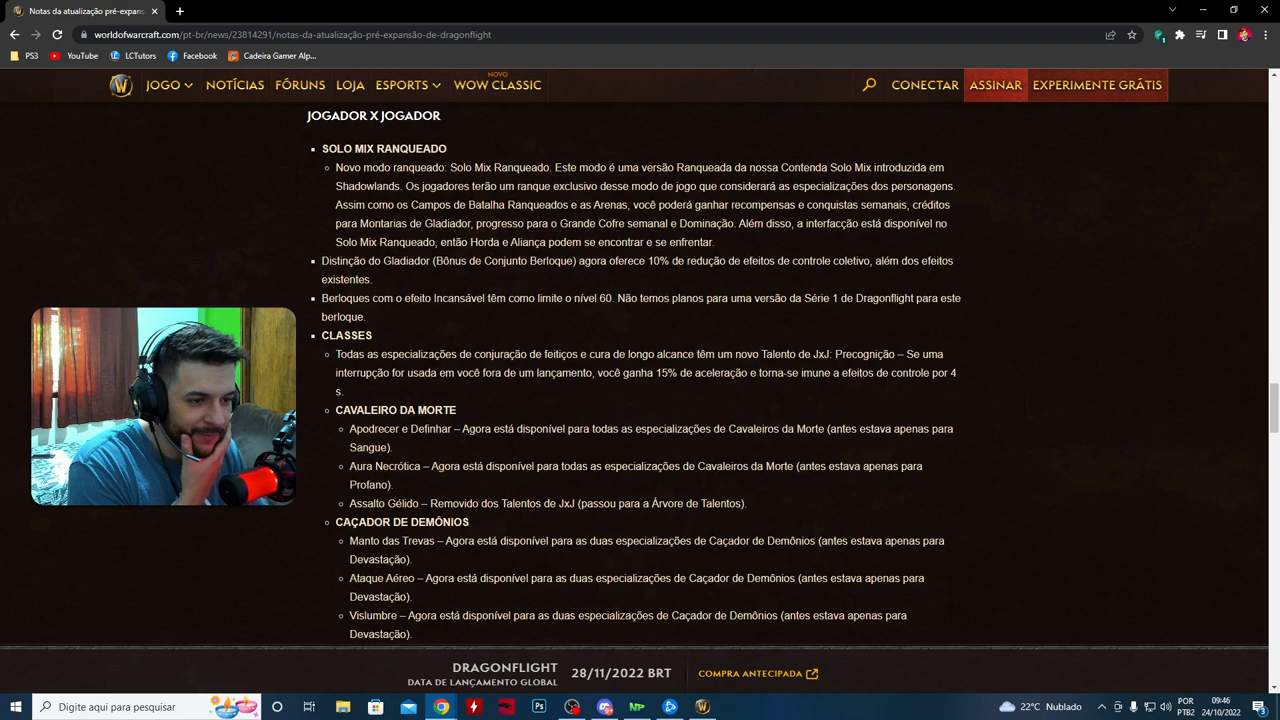 Notas da atualização pré-expans
worldofwarcraft.com/pt-br/news/23814291/notas-da-atualização-pré-expansão-de-dragonflight
PS3 YouTube LCTutors Facebook Cadeira Gamer Alp...
JOGO NOTÍCIAS FÓRUNS LOJA ESPORTS NOVO WOW CLASSIC CONECTAR ASSINAR EXPERIMENTE GRÁTIS
JOGADOR X JOGADOR
SOLO MIX RANQUEADO
Novo modo ranqueado: Solo Mix Ranqueado. Este modo é uma versão Ranqueada da nossa Contenda Solo Mix introduzida em
Shadowlands. Os jogadores terão um ranque exclusivo desse modo de jogo que considerará as especializações dos personagens.
Assim como os Campos de Batalha Ranqueados e as Arenas, você poderá ganhar recompensas e conquistas semanais, créditos
para Montarias de Gladiador, progresso para o Grande Cofre semanal e Dominação. Além disso, a interfacção está disponível no
Solo Mix Ranqueado, então Horda e Aliança podem se encontrar e se enfrentar.
Distinção do Gladiador (Bônus de Conjunto Berloque) agora oferece 10% de redução de efeitos de controle coletivo, além dos efeitos
existentes.
Berloques com o efeito Incansável têm como limite o nível 60. Não temos planos para uma versão da Série 1 de Dragonflight para este
berloque.
CLASSES
Todas as especializações de conjuração de feitiços e cura de longo alcance têm um novo Talento de JxJ: Precognição – Se uma
interrupção for usada em você fora de um lançamento, você ganha 15% de aceleração e torna-se imune a efeitos de controle por 4
s.
CAVALEIRO DA MORTE
Apodrecer e Definhar – Agora está disponível para todas as especializações de Cavaleiros da Morte (antes estava apenas para
Sangue).
Aura Necrótica – Agora está disponível para todas as especializações de Cavaleiros da Morte (antes estava apenas para
Profano).
Assalto Gélido – Removido dos Talentos de JxJ (passou para a Árvore de Talentos).
CAÇADOR DE DEMÔNIOS
Manto das Trevas – Agora está disponível para as duas especializações de Caçador de Demônios (antes estava apenas para
Devastação).
Ataque Aéreo – Agora está disponível para as duas especializações de Caçador de Demônios (antes estava apenas para
Devastação).
Vislumbre – Agora está disponível para as duas especializações de Caçador de Demônios (antes estava apenas para
Devastação).
DRAGONFLIGHT
DATA DE LANÇAMENTO GLOBAL
28/11/2022 BRT
COMPRA ANTECIPADA
Digite aqui para pesquisar
22°C Nublado
POR
PTB2
09:46
24/10/2022
3